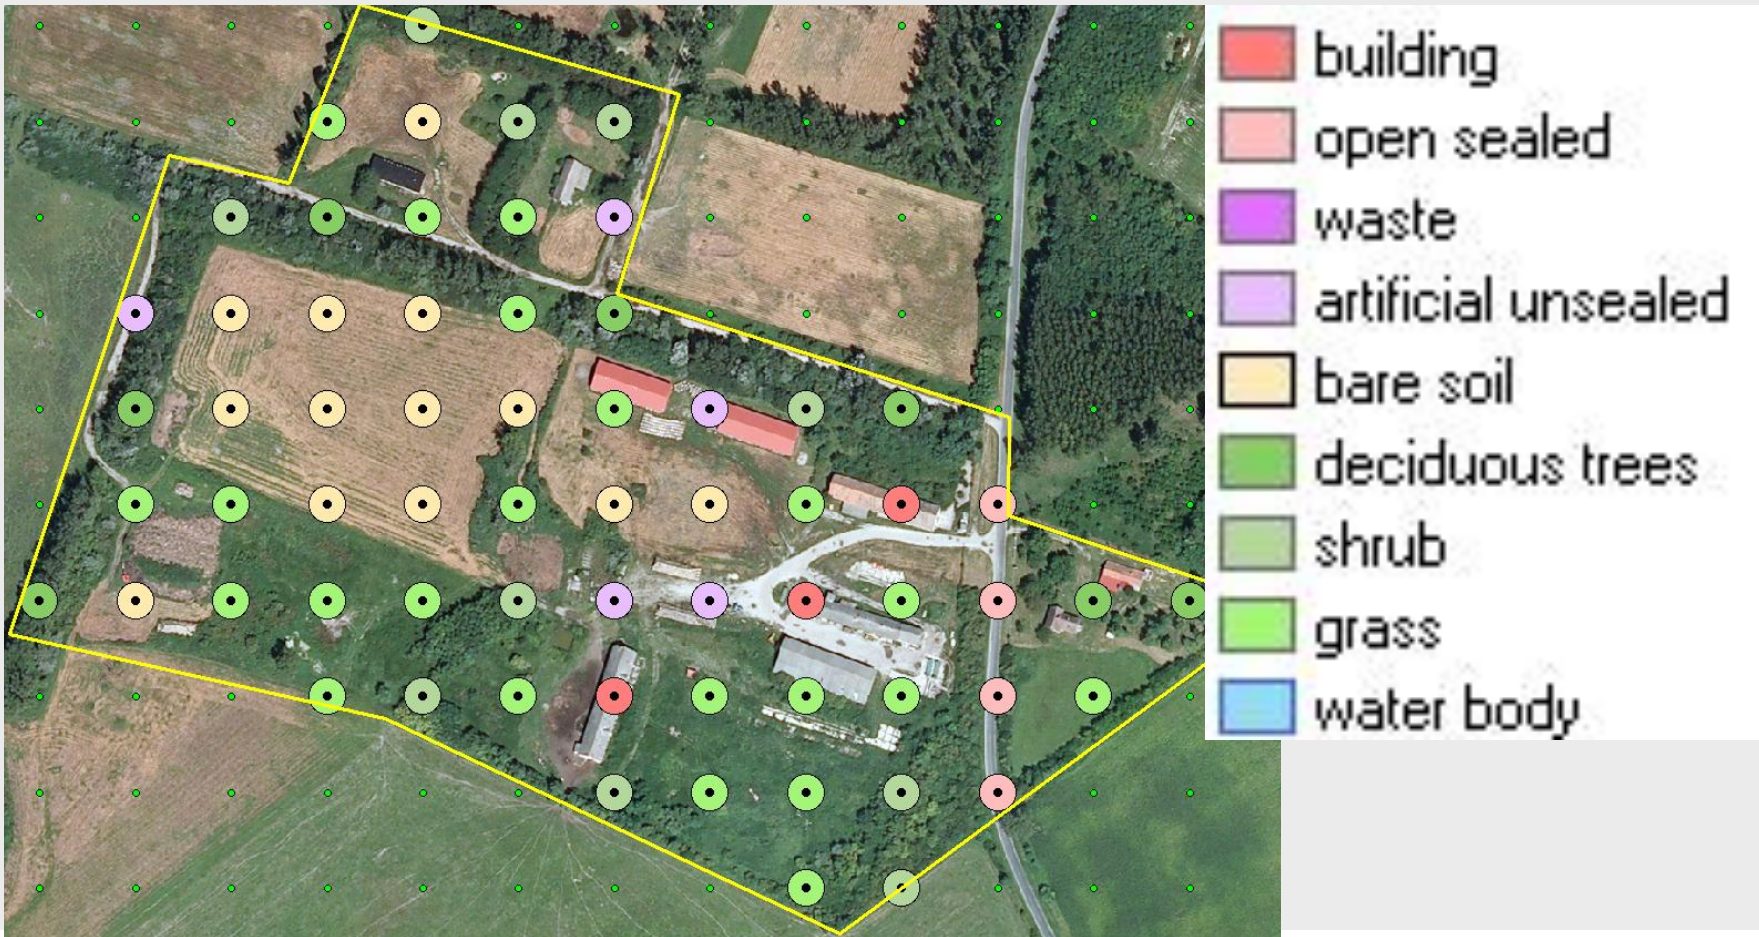 building
open sealed
waste
artificial unsealed
bare soil
deciduous trees
shrub
grass
water body